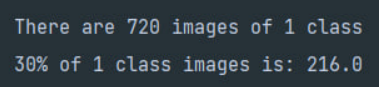 There are 720 images of 1 class
30% of 1 class images is: 216.0